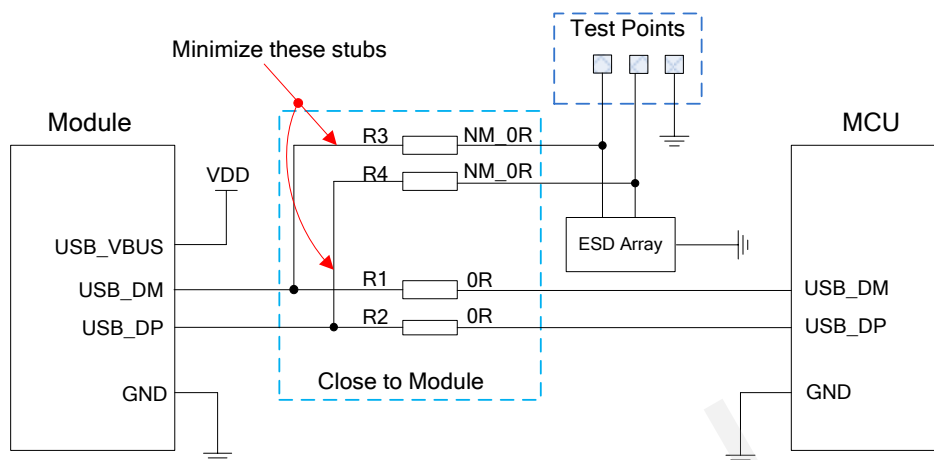 Test Points
Minimize these stubs
Module
MCU
R3 NM_0R
VDD
R4 NM_0R
ESD Array
USB_VBUS
USB_DM R1 0R USB_DM
USB_DP R2 0R USB_DP
Close to Module
GND GND